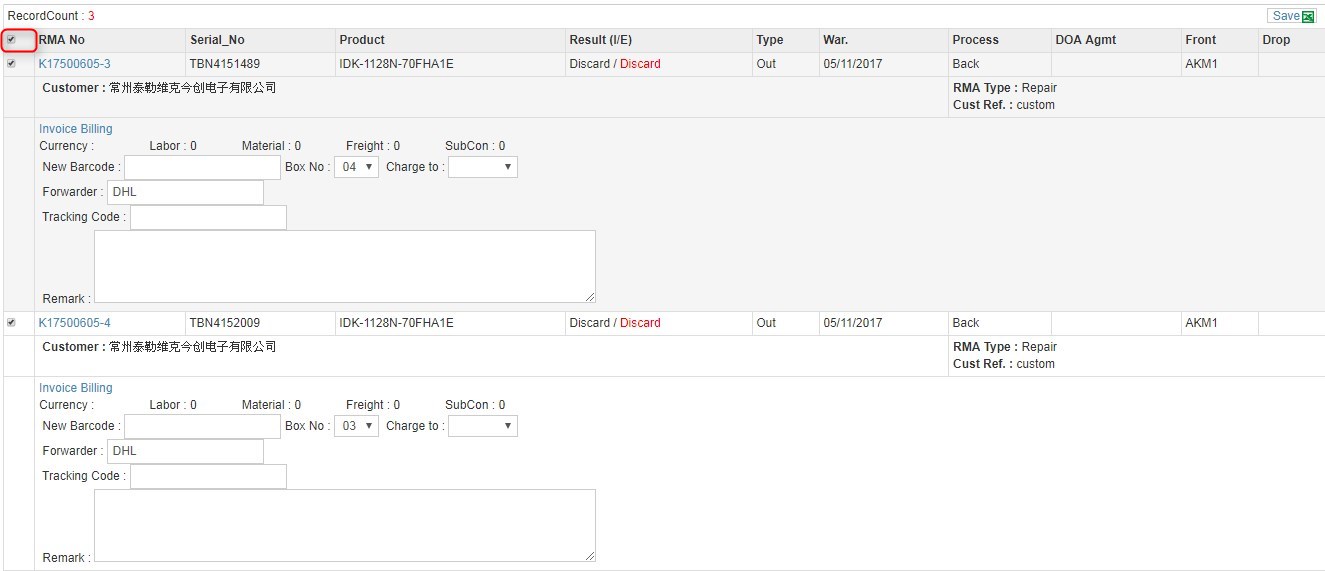 RecordCount : 3 Save
RMA No Serial_No Product Result (I/E) Type War. Process DOA Agmt Front Drop
K17500605-3 TBN4151489 IDK-1128N-70FHA1E Discard / Discard Out 05/11/2017 Back AKM1
Customer : 常州泰勒维克今创电子有限公司 RMA Type : Repair
Cust Ref. : custom
Invoice Billing
Currency : Labor : 0 Material : 0 Freight : 0 SubCon : 0
New Barcode : Box No : 04 Charge to :
Forwarder : DHL
Tracking Code :
Remark :
K17500605-4 TBN4152009 IDK-1128N-70FHA1E Discard / Discard Out 05/11/2017 Back AKM1
Customer : 常州泰勒维克今创电子有限公司 RMA Type : Repair
Cust Ref. : custom
Invoice Billing
Currency : Labor : 0 Material : 0 Freight : 0 SubCon : 0
New Barcode : Box No : 03 Charge to :
Forwarder : DHL
Tracking Code :
Remark :